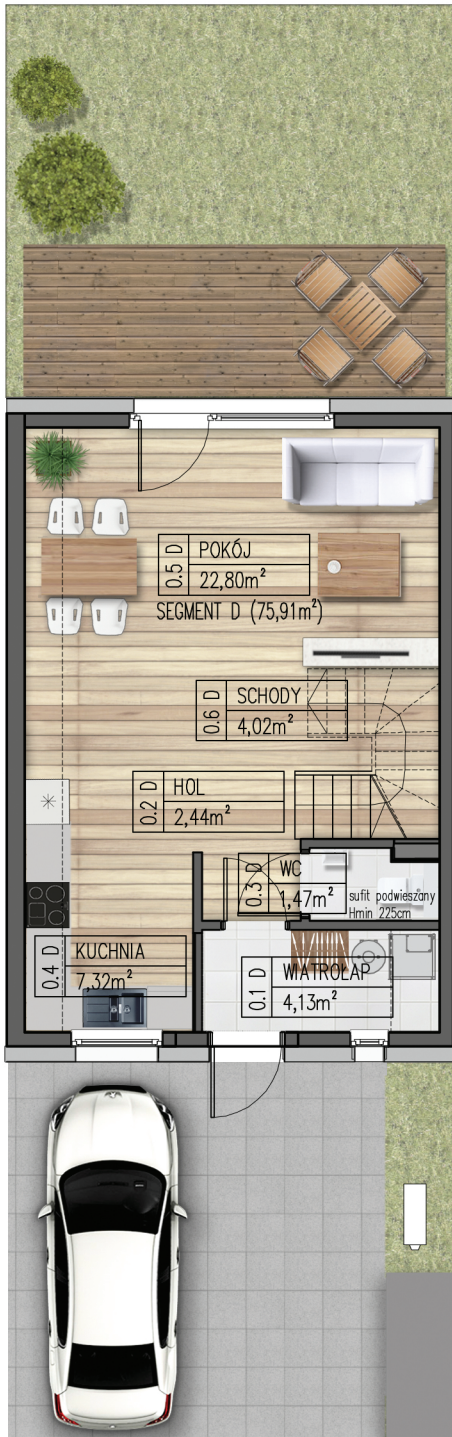 0.5 D
POKÓJ
22,80m²
SEGMENT D (75,91m²)
0.6 D
SCHODY
4,02m²
0.2 D
HOL
2,44m²
0.3 D
WC
1,47m²
sufit podwieszany
Hmin 225cm
0.4 D
KUCHNIA
7,32m²
0.1 D
WIATROŁAP
4,13m²